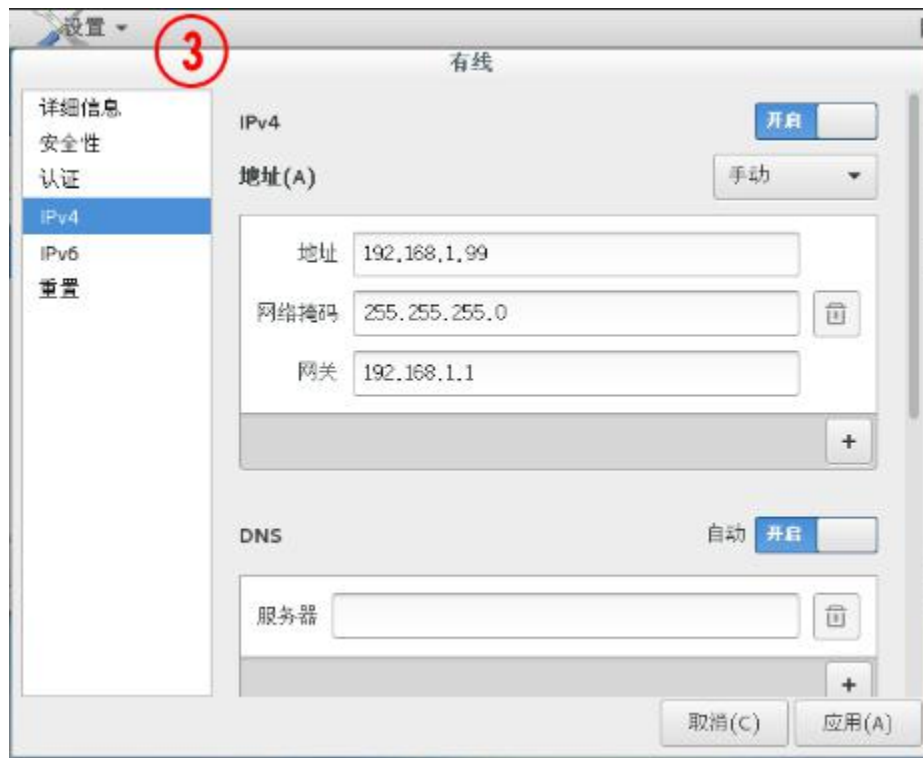 设置
3
有线
详细信息
安全性
认证
IPv4
IPv6
重置
IPv4 开启
地址(A) 手动
地址 192.168.1.99
网络掩码 255.255.255.0
网关 192.168.1.1
+
DNS 自动 开启
服务器
+
取消(C) 应用(A)